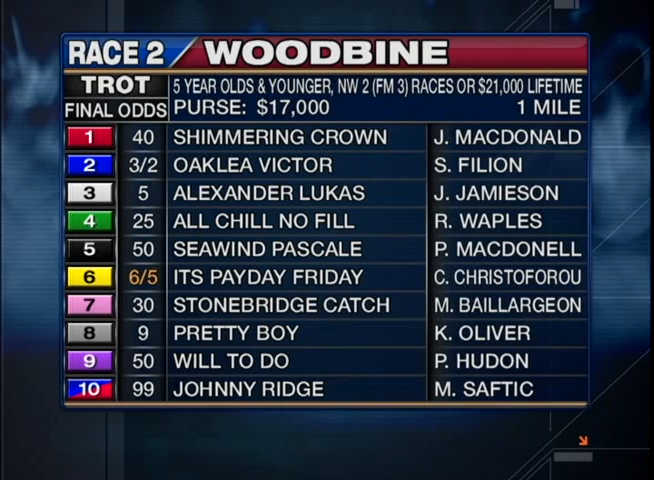 RACE 2 WOODBINE
TROT 5 YEAR OLDS & YOUNGER, NW 2 (FM 3) RACES OR $21,000 LIFETIME
FINAL ODDS PURSE: $17,000 1 MILE
1 40 SHIMMERING CROWN J. MACDONALD
2 3/2 OAKLEA VICTOR S. FILION
3 5 ALEXANDER LUKAS J. JAMIESON
4 25 ALL CHILL NO FILL R. WAPLES
5 50 SEAWIND PASCALE P. MACDONELL
6 6/5 ITS PAYDAY FRIDAY C. CHRISTOFOROU
7 30 STONEBRIDGE CATCH M. BAILLARGEON
8 9 PRETTY BOY K. OLIVER
9 50 WILL TO DO P. HUDON
10 99 JOHNNY RIDGE M. SAFTIC